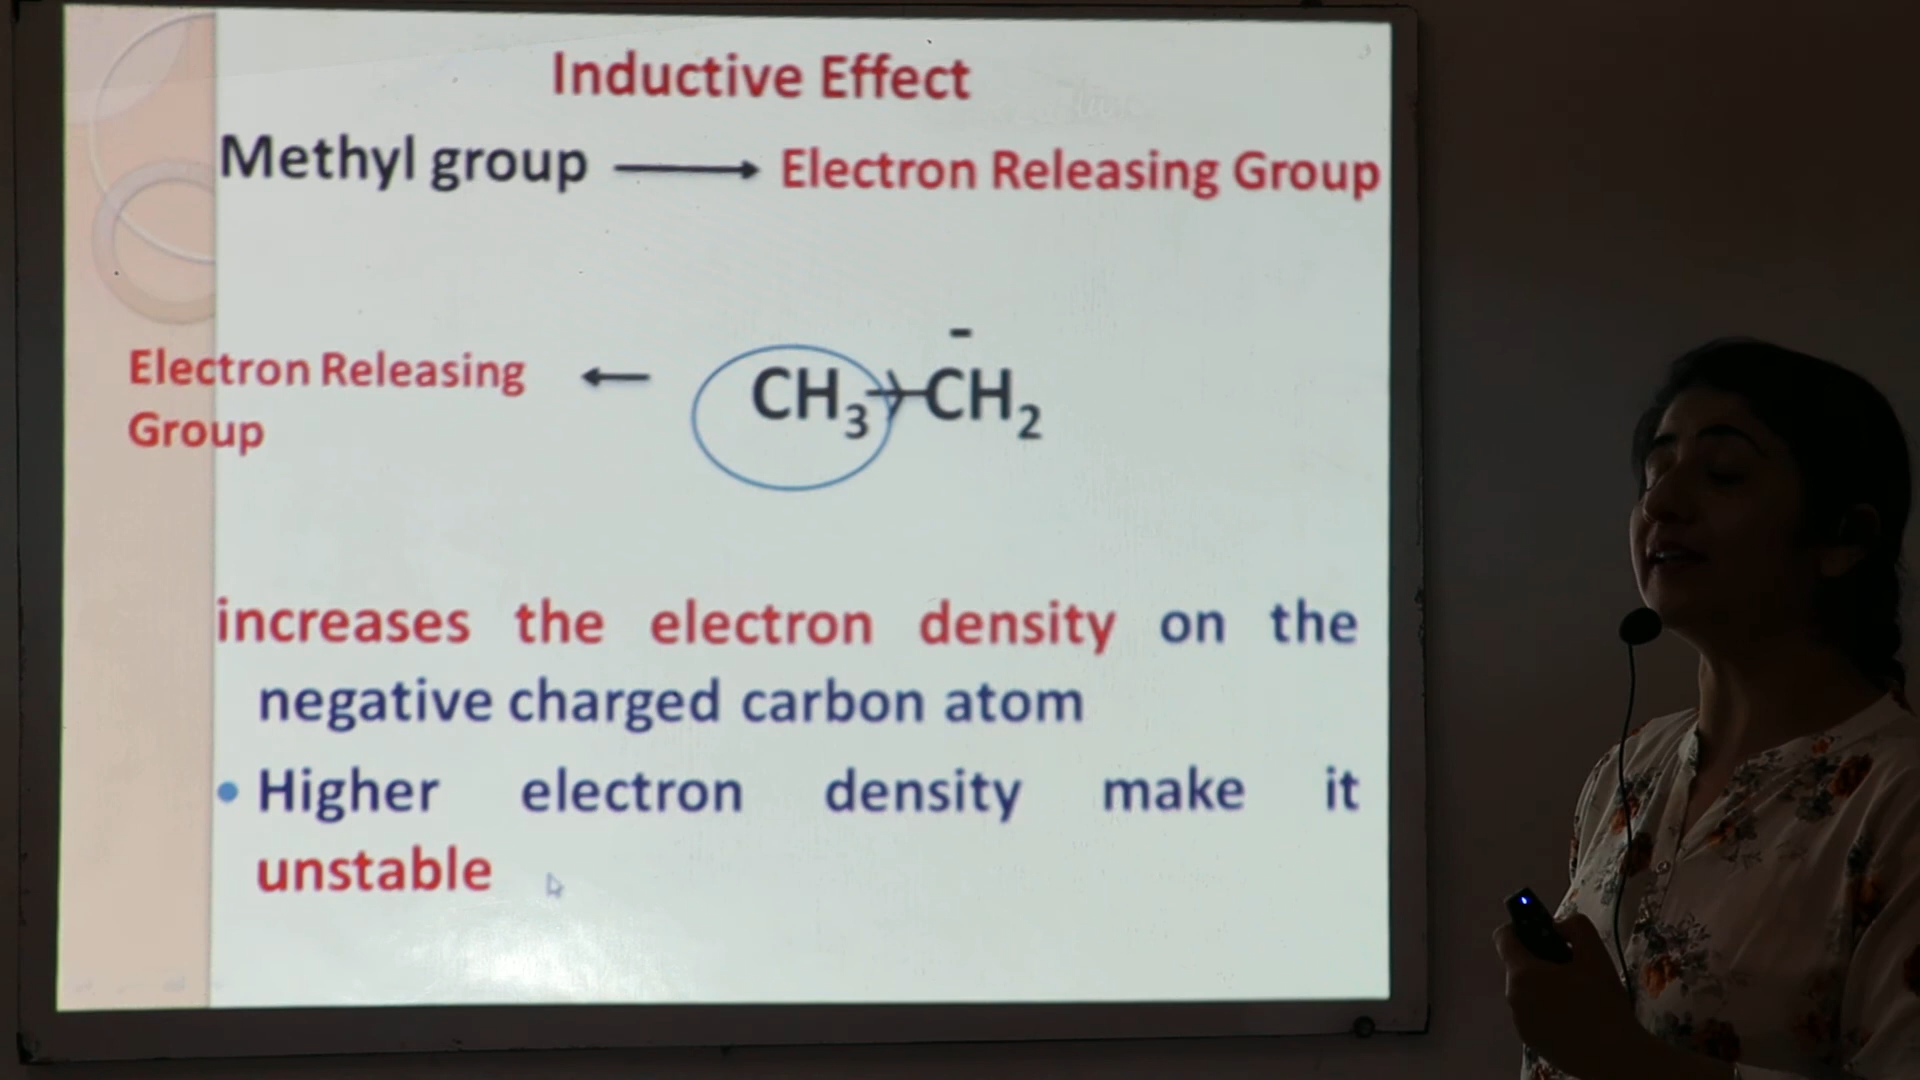 Inductive Effect
Methyl group → Electron Releasing Group
Electron Releasing
Group
← CH₃→CH₂
-
increases the electron density on the
negative charged carbon atom
• Higher electron density make it
unstable